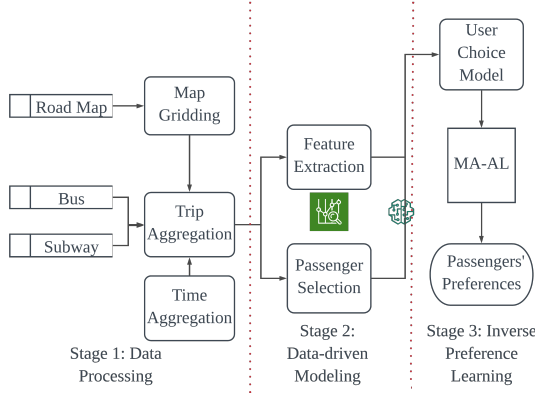 Road Map
Map
Gridding
Bus
Subway
Trip
Aggregation
Time
Aggregation
Stage 1: Data
Processing
Feature
Extraction
Passenger
Selection
Stage 2:
Data-driven
Modeling
User
Choice
Model
MA-AL
Passengers'
Preferences
Stage 3: Inverse
Preference
Learning